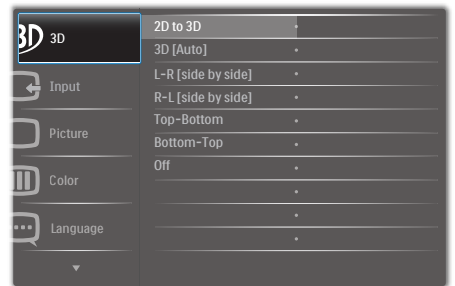 3D 3D
Input
Picture
Color
Language
2D to 3D
3D [Auto]
L-R [side by side]
R-L [side by side]
Top-Bottom
Bottom-Top
Off